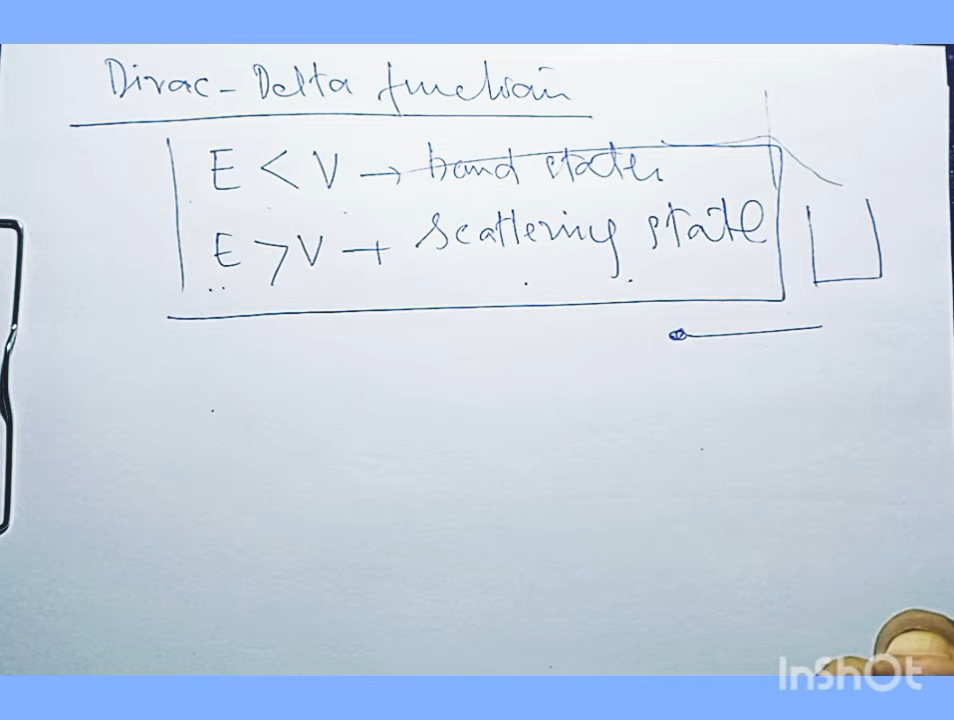 Dirac - Delta function
E < V → bound states
E > V → Scattering state
InShOt